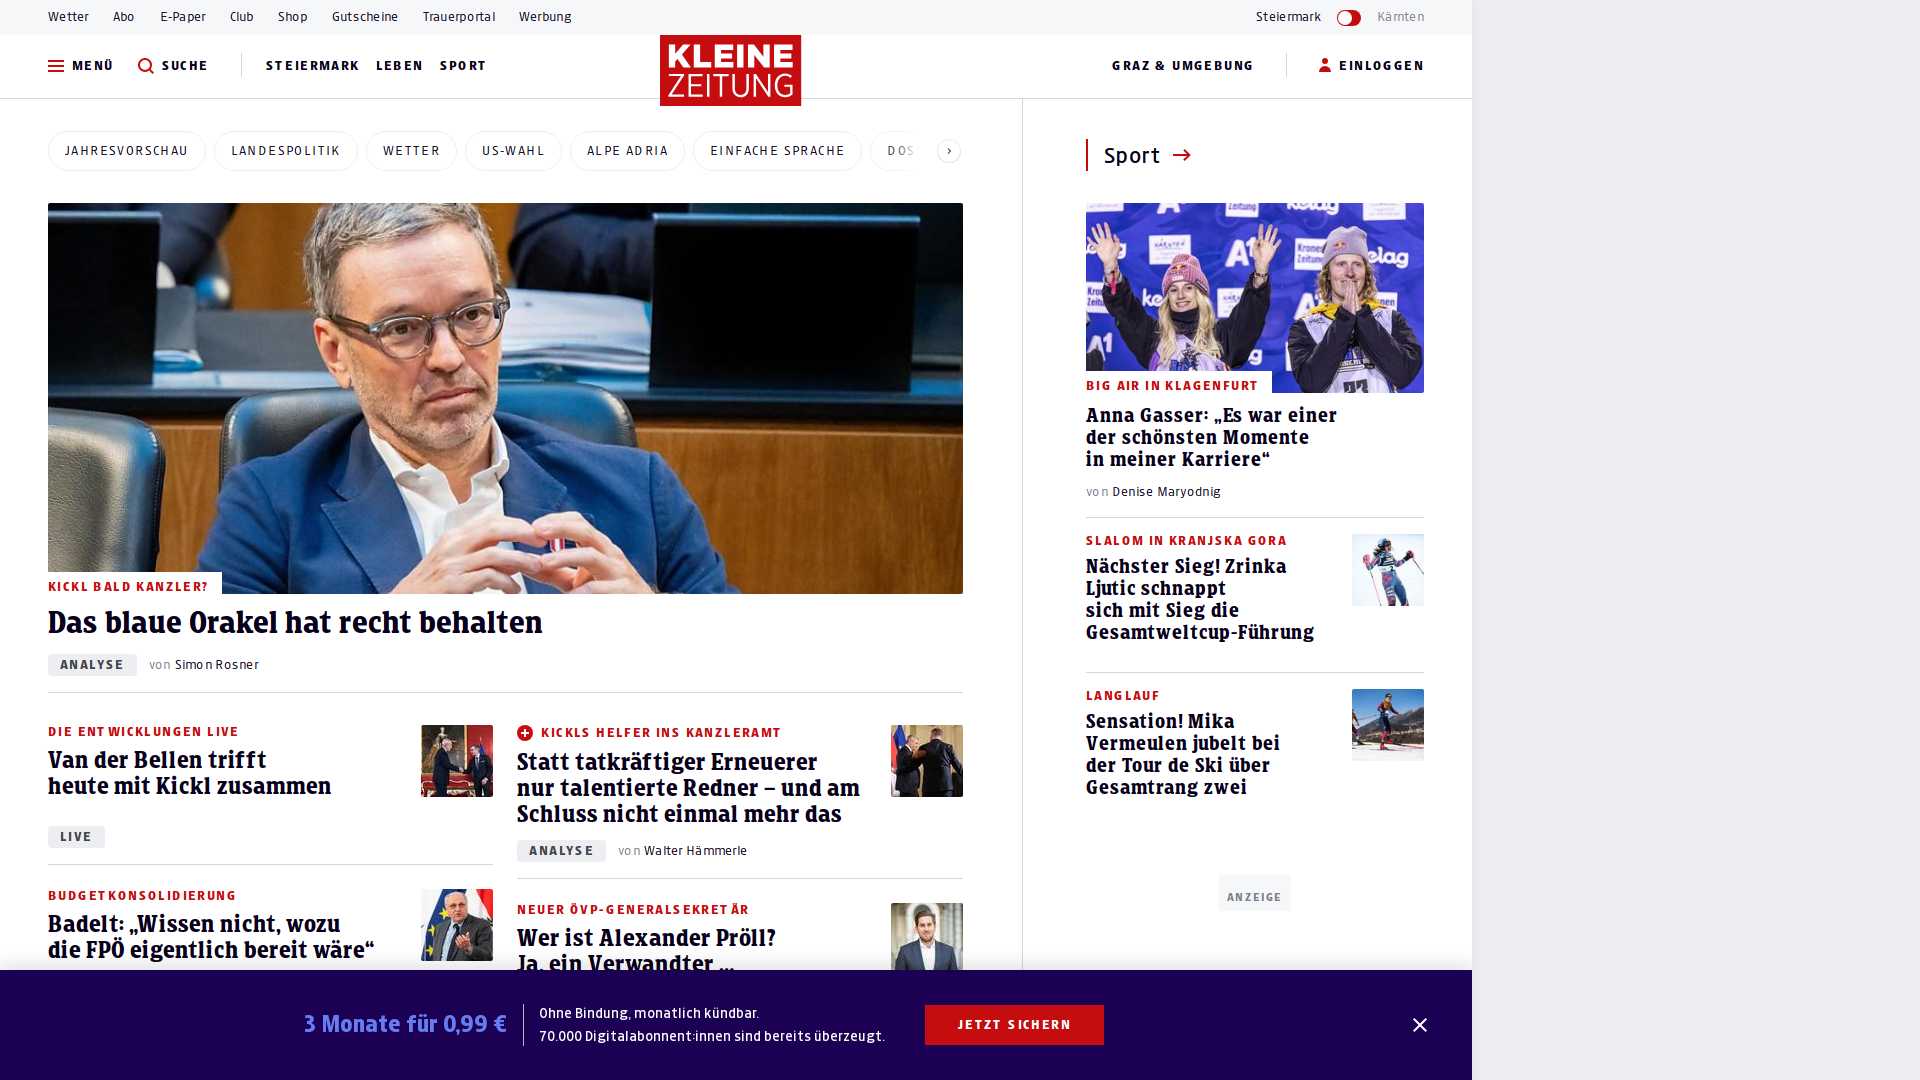 Wetter Abo E-Paper Club Shop Gutscheine Trauerportal Werbung Steiermark Kärnten
MENÜ SUCHE STEIERMARK LEBEN SPORT KLEINE ZEITUNG GRAZ & UMGEBUNG EINLOGGEN
JAHRESVORSCHAU LANDESPOLITIK WETTER US-WAHL ALPE ADRIA EINFACHE SPRACHE DOS
KICKL BALD KANZLER?
Das blaue Orakel hat recht behalten
ANALYSE von Simon Rosner
DIE ENTWICKLUNGEN LIVE
Van der Bellen trifft
heute mit Kickl zusammen
LIVE
BUDGETKONSOLIDIERUNG
Badelt: „Wissen nicht, wozu
die FPÖ eigentlich bereit wäre“
KICKLS HELFER INS KANZLERAMT
Statt tatkräftiger Erneuerer
nur talentierte Redner – und am
Schluss nicht einmal mehr das
ANALYSE von Walter Hämmerle
NEUER ÖVP-GENERALSEKRETÄR
Wer ist Alexander Pröll?
Ja, ein Verwandter ...
Sport
A1
A1
BIG AIR IN KLAGENFURT
Anna Gasser: „Es war einer
der schönsten Momente
in meiner Karriere“
von Denise Maryodnig
SLALOM IN KRANJSKA GORA
Nächster Sieg! Zrinka
Ljutic schnappt
sich mit Sieg die
Gesamtweltcup-Führung
LANGLAUF
Sensation! Mika
Vermeulen jubelt bei
der Tour de Ski über
Gesamtrang zwei
ANZEIGE
3 Monate für 0,99 €
Ohne Bindung, monatlich kündbar.
70.000 Digitalabonnent:innen sind bereits überzeugt.
JETZT SICHERN